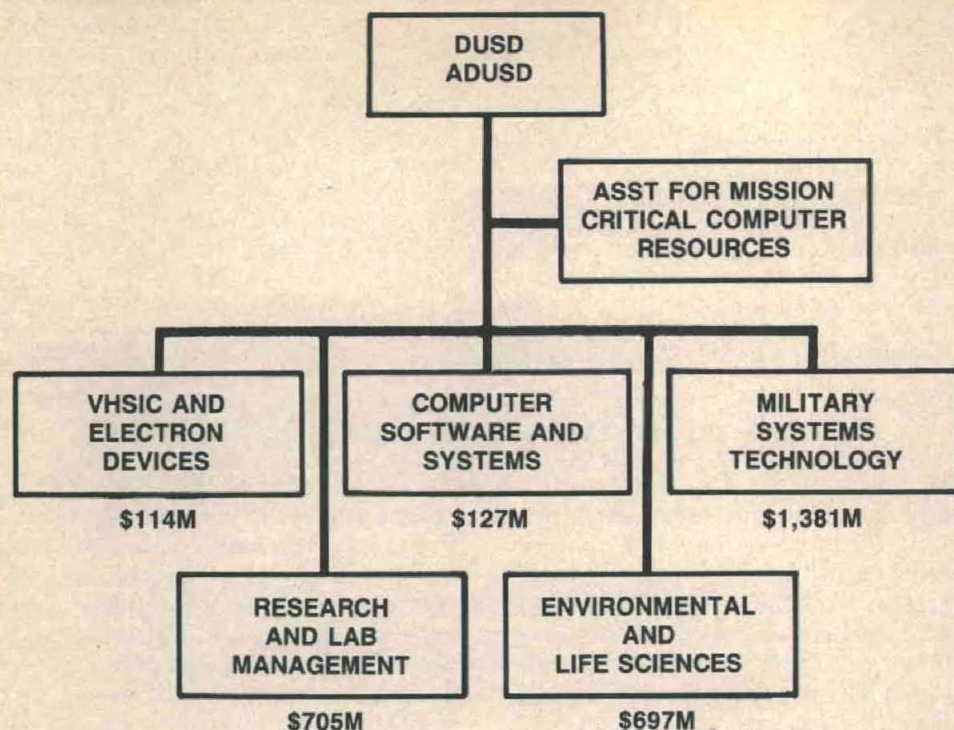 DUSD
ADUSD
ASST FOR MISSION
CRITICAL COMPUTER
RESOURCES
VHSIC AND
ELECTRON
DEVICES
$114M
COMPUTER
SOFTWARE AND
SYSTEMS
$127M
MILITARY
SYSTEMS
TECHNOLOGY
$1,381M
RESEARCH
AND LAB
MANAGEMENT
$705M
ENVIRONMENTAL
AND
LIFE SCIENCES
$697M